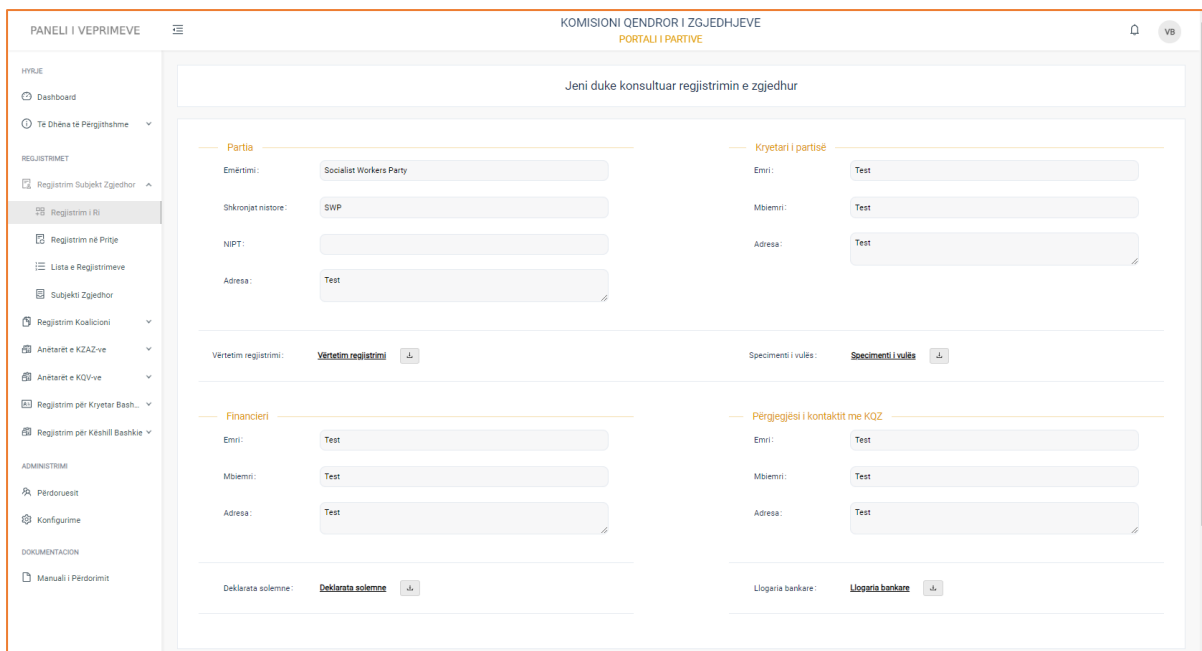 PANELI I VEPRIMEVE
KOMISIONI QENDROR I ZGJEDHJEVE
PORTALI I PARTIVE
VB
HYRJE
Dashboard
Të Dhëna të Përgjithshme
REGJISTRIMET
Regjistrim Subjekt Zgjedhor
Regjistrim i Ri
Regjistrim në Pritje
Lista e Regjistrimeve
Subjekti Zgjedhor
Regjistrim Koalicioni
Anëtarët e KZAZ-ve
Anëtarët e KQV-ve
Regjistrim për Kryetar Bash...
Regjistrim për Këshill Bashkie
ADMINISTRIMI
Përdoruesit
Konfigurime
DOKUMENTACION
Manuali i Përdorimit
Jeni duke konsultuar regjistrimin e zgjedhur
Partia
Emërtimi: Socialist Workers Party
Shkronjat nistore: SWP
NIPT:
Adresa: Test
Kryetari i partisë
Emri: Test
Mbiemri: Test
Adresa: Test
Vërtetim regjistrimi: Vërtetim regjistrimi
Specimenti i vulës: Specimenti i vulës
Financieri
Emri: Test
Mbiemri: Test
Adresa: Test
Përgjegjësi i kontaktit me KQZ
Emri: Test
Mbiemri: Test
Adresa: Test
Deklarata solemne: Deklarata solemne
Llogaria bankare: Llogaria bankare